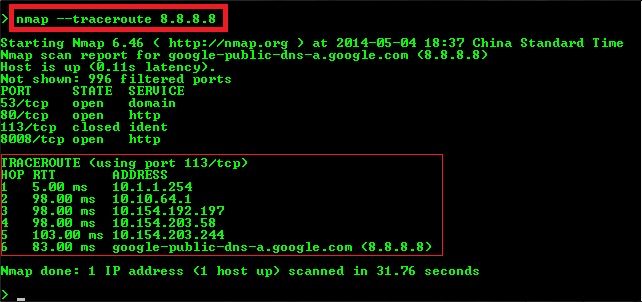 > nmap --traceroute 8.8.8.8
Starting Nmap 6.46 ( http://nmap.org ) at 2014-05-04 18:37 China Standard Time
Nmap scan report for google-public-dns-a.google.com (8.8.8.8)
Host is up (0.11s latency).
Not shown: 996 filtered ports
PORT STATE SERVICE
53/tcp open domain
80/tcp open http
113/tcp closed ident
8008/tcp open http
TRACEROUTE (using port 113/tcp)
HOP RTT ADDRESS
1 5.00 ms 10.1.1.254
2 98.00 ms 10.10.64.1
3 98.00 ms 10.154.192.197
4 98.00 ms 10.154.203.58
5 103.00 ms 10.154.203.244
6 83.00 ms google-public-dns-a.google.com (8.8.8.8)
Nmap done: 1 IP address (1 host up) scanned in 31.76 seconds
> _